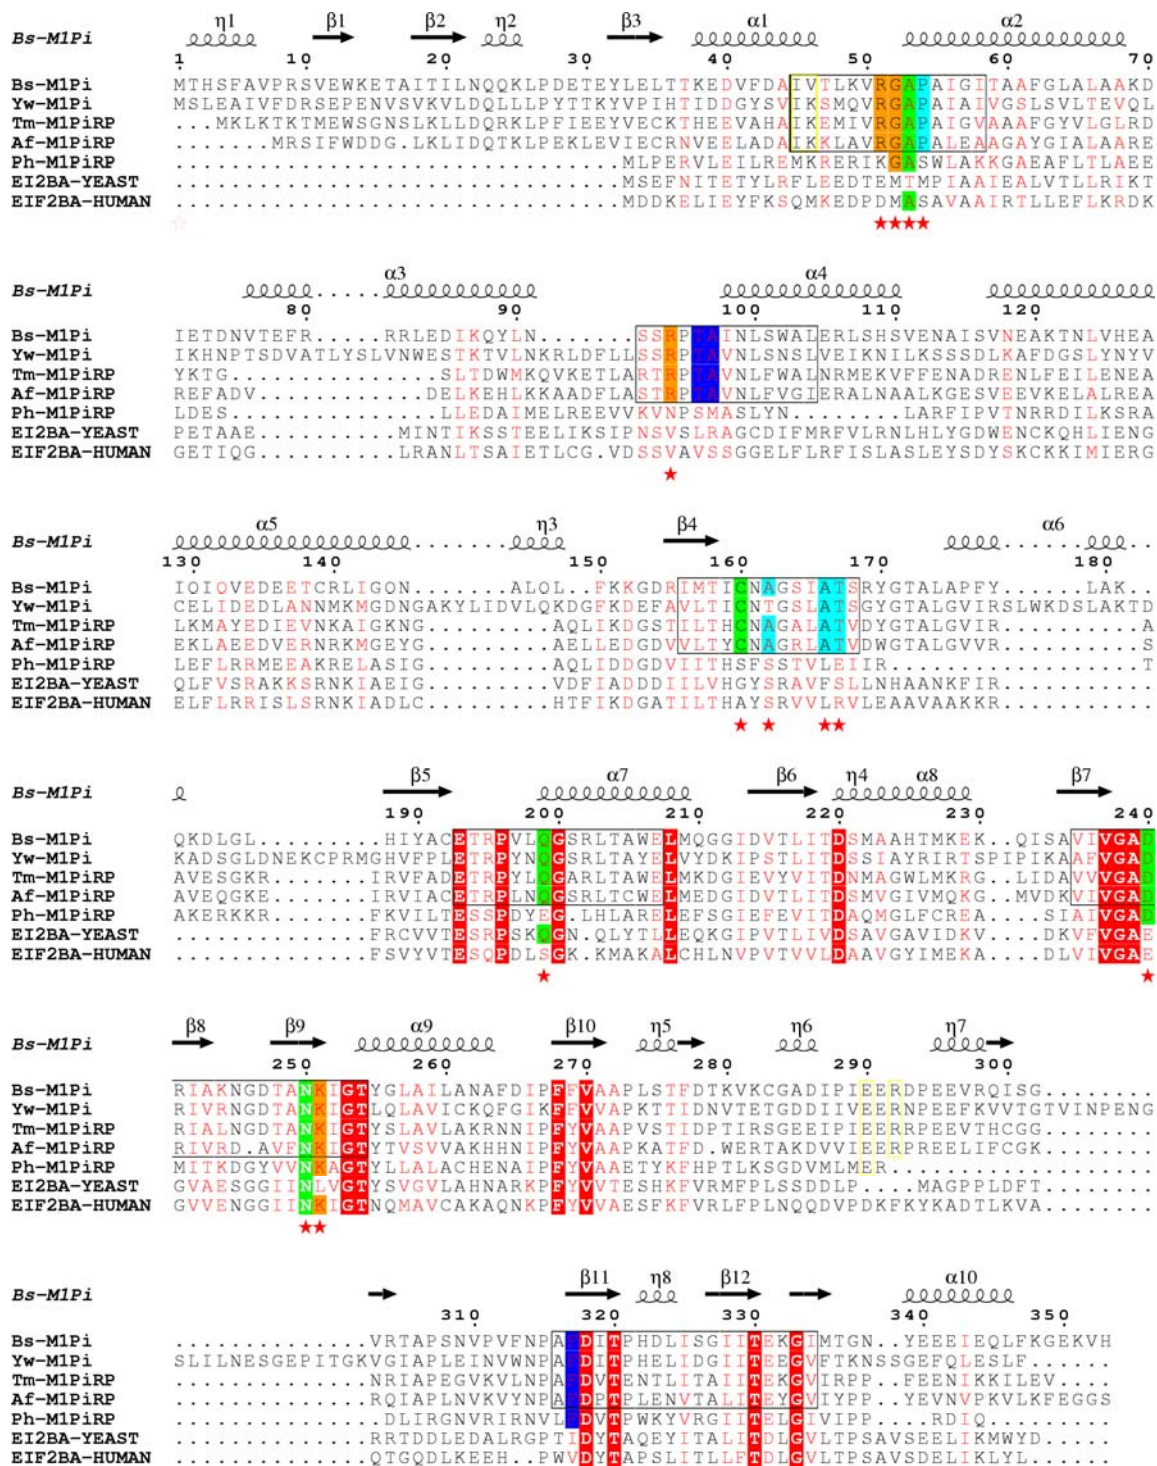 η1 β1 β2 η2 β3 α1 α2
Bs-M1Pi
1 10 20 30 40 50 60 70
Bs-M1Pi MTHSFAVPRSVEWKETAITILNQQKLPDETEYLELTTKEDVFDAIVTLKVRGAPAIGITAAFGLALAAKD
Yw-M1Pi MSLEAIVFDRSEPENVSVKVLDQLLLPYTTKYVPIHTIDDGYSVIKSMQVRGAPAIAIVGSLSVLTEVQL
Tm-M1PiRP ...MKLKTKTMEWSGNSLKLLDQRKLPFIEEYVECKTHEEVAHAIKEMIVRGAPAIGVAAAFGYVLGLRD
Af-M1PiRP .......MRSIFWDDG.LKLIDQTKLPEKLEVIECRNVEELADAIKKLAVRGAPALEAAGAYGIALAARE
Ph-M1PiRP ................................MLPERVEEILREMKRERIKGASWLAKKGAEAFLTLAEE
EI2BA-YEAST ................................MSEFNITETYLRFLEEDTEMTMPIAAIEALVTLLRIKT
EIF2BA-HUMAN ...............................MDDKELIEYFKSQMKEDPDMASAVAAIRTLLEFLKRDK
α3 α4
Bs-M1Pi
80 90 100 110 120
Bs-M1Pi IETDNVTEFR......RRLEDIKQYLN.......SSRPTAINLSWALERLSHSVENAISVNEAKTNLVHEA
Yw-M1Pi IKHNPTSDVATLYSLVNWESTKTVLNKRLDFLLSSRPTAVNLSNSLVEIKNILKSSSDLKAFDGSLYNYV
Tm-M1PiRP YKTG...............SLTDWMKQVKETLARTRPTAVNLFWALNRMEKVFFENADRENLFEILENEA
Af-M1PiRP REFADV.............DELKEHLKKAADFLASTRPTAVNLFVGIERALNAALKGESVEEVKELALREA
Ph-M1PiRP LDES...............LLEDAIMELREEVVKVNPSMASLYN.........LARFIPVTNRRDILKSRA
EI2BA-YEAST PETAAE..........MINTIKSSTEELIKSIPNSVSLRAGCDIFMRFVLRNLHLYGDWENCKQHLIENG
EIF2BA-HUMAN GETIQG..........LRANLTSAIETLCG.VDSSVAVSSGGELFLRFISLASLEYSDYSKCKKIMIERG
α5 η3 β4 α6
Bs-M1Pi
130 140 150 160 170 180
Bs-M1Pi IQIQVEDEETCRLIGQN........ALQL..FKKGDRIMTICNAGSIATSRYGTALAPFY.....LAK..
Yw-M1Pi CELIDEDLANNMKMGDNGAKYLIDVLQKDGFKDEFAVLTICNTGSLATSGYGTALGVIRSLWKDSLAKTD
Tm-M1PiRP LKMAYEDIEVNKAIGKNG.........AQLIKDGSTILTHCNAGALATVDYGTALGVIR..........A
Af-M1PiRP EKLAEEDVERNRKMGEYG.........AELLEDGDVVLTYCNAGRLATVDWGTALGVVR..........S
Ph-M1PiRP LEFLRRMEEAKRELASIG.........AQLIDDGDVIITHSFSSTVLEIIR................T
EI2BA-YEAST QLFVSRAKKSRNKIAEIG.........VDFIADDDIILVHGYSRAVFSLLNHAANKFIR...........
EIF2BA-HUMAN ELFLRRISLSRNKIADLC.........HTFIKDGATILTHAYSRVVLRVLEAAVAAKKR...........
β5 α7 β6 η4 α8 β7
Bs-M1Pi
190 200 210 220 230 240
Bs-M1Pi QKDLGL.........HIYACETRPVLQGSRLTAWELMQGGIDVTLITDSMAAHTMKEK..QISAVIVGAD
Yw-M1Pi KADSGLDNEKCPRMGHVFPLETRPYNQGSRLTAYELVYDKIPSTLITDSSIAYRIRTSPIPIKAAFVGAD
Tm-M1PiRP AVESGKR........IRVFADETRPYLQGARLTAWELMKDGIEVYVITDNMAGWLMKRG..LIDAVVVGAD
Af-M1PiRP AVEQGKE........IRVIACETRPLNQGSRLTCWELMEDGIDVTLITDSMVGIVMQKG..MVDKVIVGAD
Ph-M1PiRP AKERKKR........FKVILTESSPDYEGL.HLARELEFSGIEFEVITDAQMGLFCREA....SIAIVGAD
EI2BA-YEAST ...............FRCVVTESRPSKQGN.QLYTLLEQKGIPVTLIVDSAVGAVIDKV....DKVFVGAE
EIF2BA-HUMAN ...............FSVYVTESQPDLSGK.KMAKALCHLNVPVTVVLDAAVGYIMEKA....DLVIVGAE
β8 β9 α9 β10 η5 η6 η7
Bs-M1Pi
250 260 270 280 290 300
Bs-M1Pi RIAKNGDTANKIGTYGLAILANAFDIPFFVAAPLSTFDTKVKCGADIPIEERDPEEVRQISG........
Yw-M1Pi RIVRNGDTANKIGTLQLAVICKQFGIKFFVVAPKTTIDNVTETGDDIIVEERNPEEFKVVTGTVINPENG
Tm-M1PiRP RIALNGDTANKIGTYSLAVLAKRNNIPFYVAAPVSTIDPTIRSGEEIPIEERRPEEVTHCGG........
Af-M1PiRP RIVRD.AVFNKIGTYTVSVVAKHHNIPFYVAAPKATFD.WERTAKDVVIEERPREELIFCGK........
Ph-M1PiRP MITKDGYVVNKAGTYLLALACHENAIPFYVAAETYKFHPTLKSGDVMLMER...................
EI2BA-YEAST GVAESGGIINLVGTYSVGVLAHNARKPFYVVTESHKFVRMFPLSSDDLP....MAGPPLDFT........
EIF2BA-HUMAN GVVENGGIINKIGTNQMAVCAKAQNKPFYVVAESFKFVRLFPLNQQDVPDKFKYKADTLKVA........
β11 η8 β12 α10
Bs-M1Pi
310 320 330 340 350
Bs-M1Pi ..............VRTAPSNVPVFNPAFDITPHDLISGIITEKGIMTGN..YEEEIEQLFKGEKVH
Yw-M1Pi SLILNESGEPITGKVGIAPLEINVWNPAFDITPHELIDGIITEEGVFTKNSSGEFQLESLF......
Tm-M1PiRP ..............NRIAPEGVKVLNPAFDVTENTLITAIITEKGVIRPP..FEENIKKILEV....
Af-M1PiRP ..............RQIAPLNVKVYNPAFDPTPLENVTALITEYGVIYPP..YEVNVPKVLKFEGGS
Ph-M1PiRP ...............DLIRGNVRIRNVLFDVTPWKYVRGIITELGIVIPP....RDIQ.........
EI2BA-YEAST ..............RRTDDLEDALRGPTIDYTAQEYITALITDLGVLTPSAVSEELIKMWYD.....
EIF2BA-HUMAN ..............QTGQDLKEEH.PWVDYTAPSLITLLFTDLGVLTPSAVSDELIKLYL.......